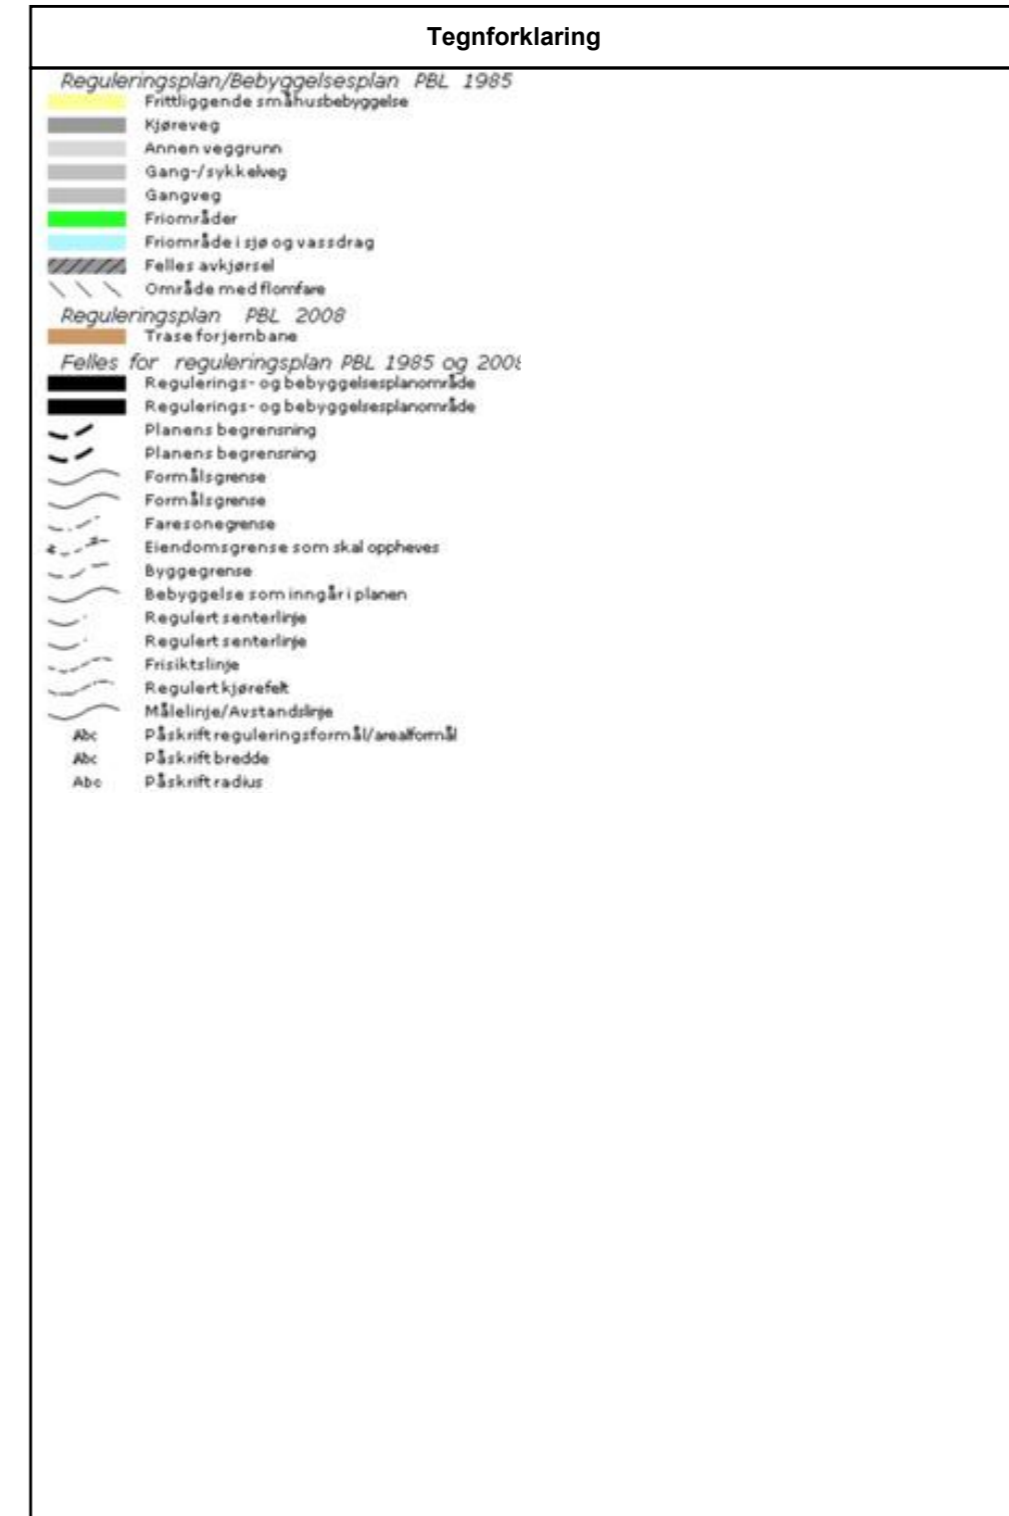 Tegnforklaring
Reguleringsplan/Bebyggelsesplan PBL 1985
Frittliggende småhusbebyggelse
Kjøreveg
Annen veggrunn
Gang-/sykkelveg
Gangveg
Friområder
Friområde i sjø og vassdrag
Felles avkjørsel
Område med flomfare
Reguleringsplan PBL 2008
Trase for jernbane
Felles for reguleringsplan PBL 1985 og 2008
Regulerings- og bebyggelsesplanområde
Regulerings- og bebyggelsesplanområde
Planens begrensning
Planens begrensning
Formålsgrense
Formålsgrense
Faresonegrense
Eiendomsgrense som skal oppheves
Byggegrense
Bebyggelse som inngår i planen
Regulert senterlinje
Regulert senterlinje
Frisiktslinje
Regulert kjørefelt
Målelinje/Avstandslinje
Abc Påskrift reguleringsformål/arealformål
Abc Påskrift bredde
Abc Påskrift radius